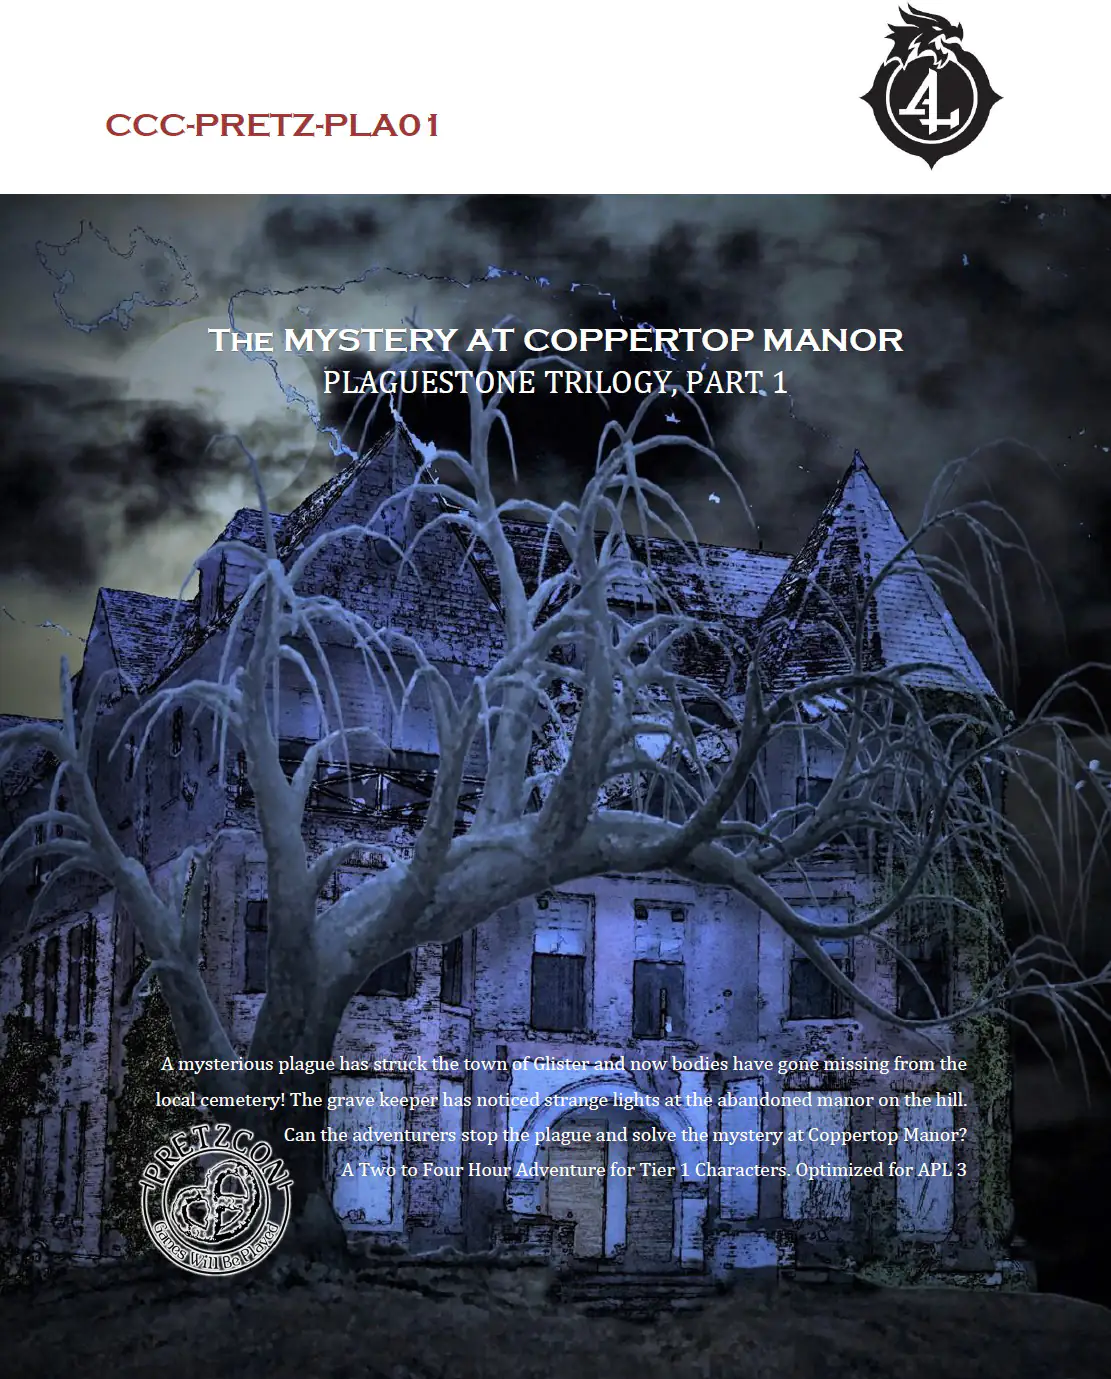 CCC-PRETZ-PLA01
AL
The MYSTERY AT COPPERTOP MANOR
PLAGUESTONE TRILOGY, PART 1
A mysterious plague has struck the town of Glister and now bodies have gone missing from the
local cemetery! The grave keeper has noticed strange lights at the abandoned manor on the hill.
Can the adventurers stop the plague and solve the mystery at Coppertop Manor?
A Two to Four Hour Adventure for Tier 1 Characters. Optimized for APL 3
PRETZCON
Games Will Be Played